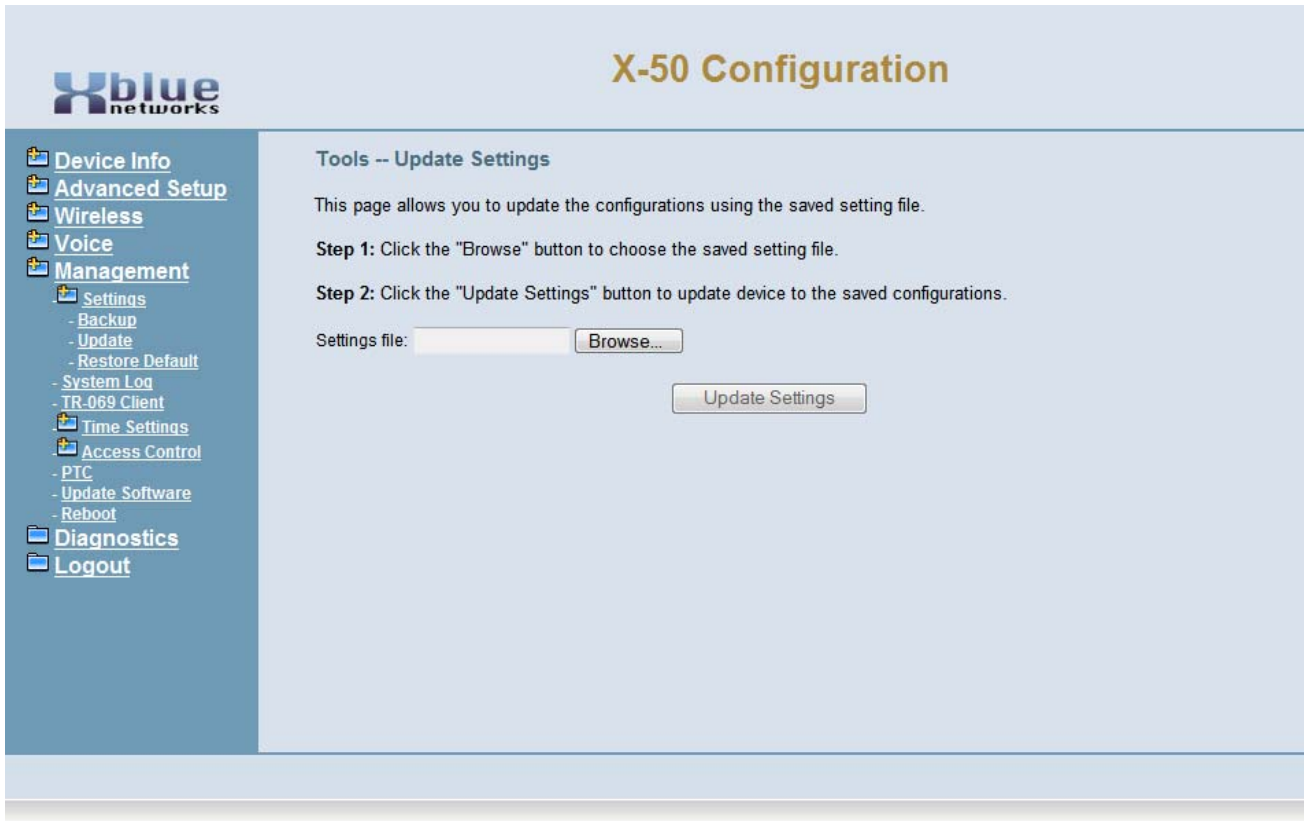 Xblue
networks
X-50 Configuration
Device Info
Advanced Setup
Wireless
Voice
Management
Settings
- Backup
- Update
- Restore Default
- System Log
- TR-069 Client
Time Settings
Access Control
- PTC
- Update Software
- Reboot
Diagnostics
Logout
Tools -- Update Settings
This page allows you to update the configurations using the saved setting file.
Step 1: Click the "Browse" button to choose the saved setting file.
Step 2: Click the "Update Settings" button to update device to the saved configurations.
Settings file: Browse...
Update Settings